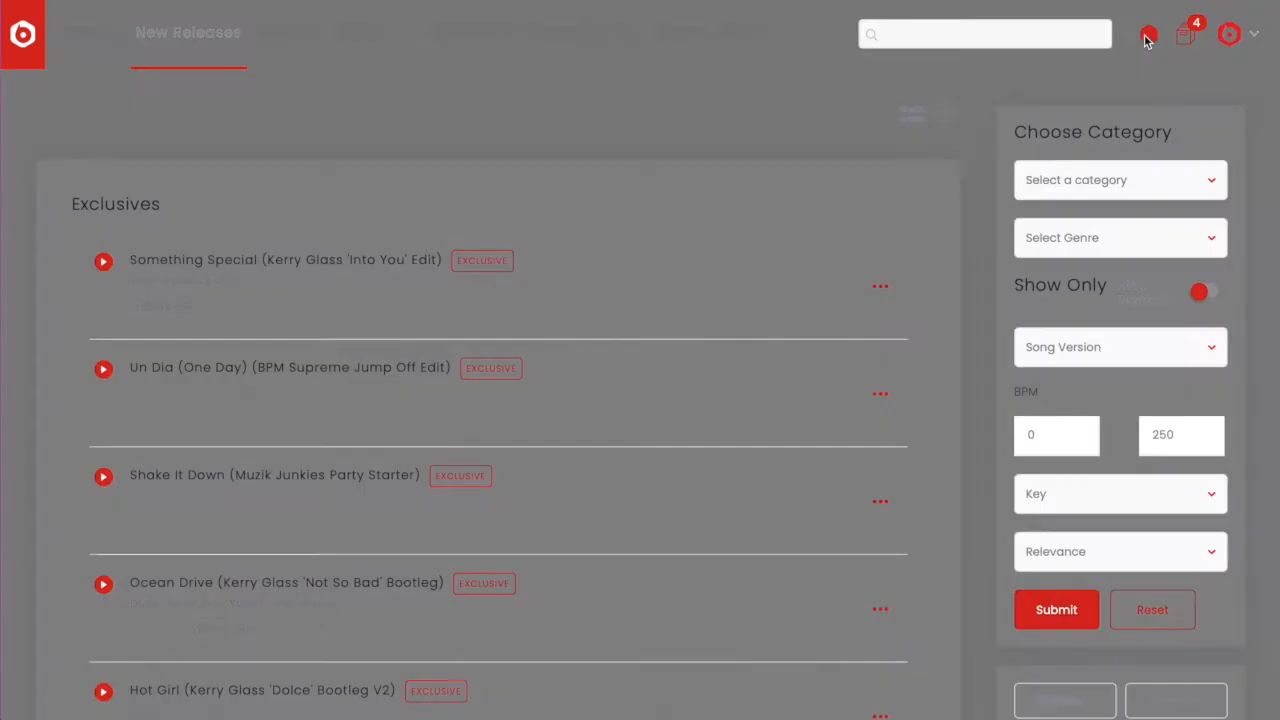 New Releases
4
Choose Category
Select a category
Select Genre
Show Only
Song Version
BPM
0
250
Key
Relevance
Submit
Reset
Exclusives
Something Special (Kerry Glass 'Into You' Edit) EXCLUSIVE
Un Dia (One Day) (BPM Supreme Jump Off Edit) EXCLUSIVE
Shake It Down (Muzik Junkies Party Starter) EXCLUSIVE
Ocean Drive (Kerry Glass 'Not So Bad' Bootleg) EXCLUSIVE
Hot Girl (Kerry Glass 'Dolce' Bootleg V2) EXCLUSIVE